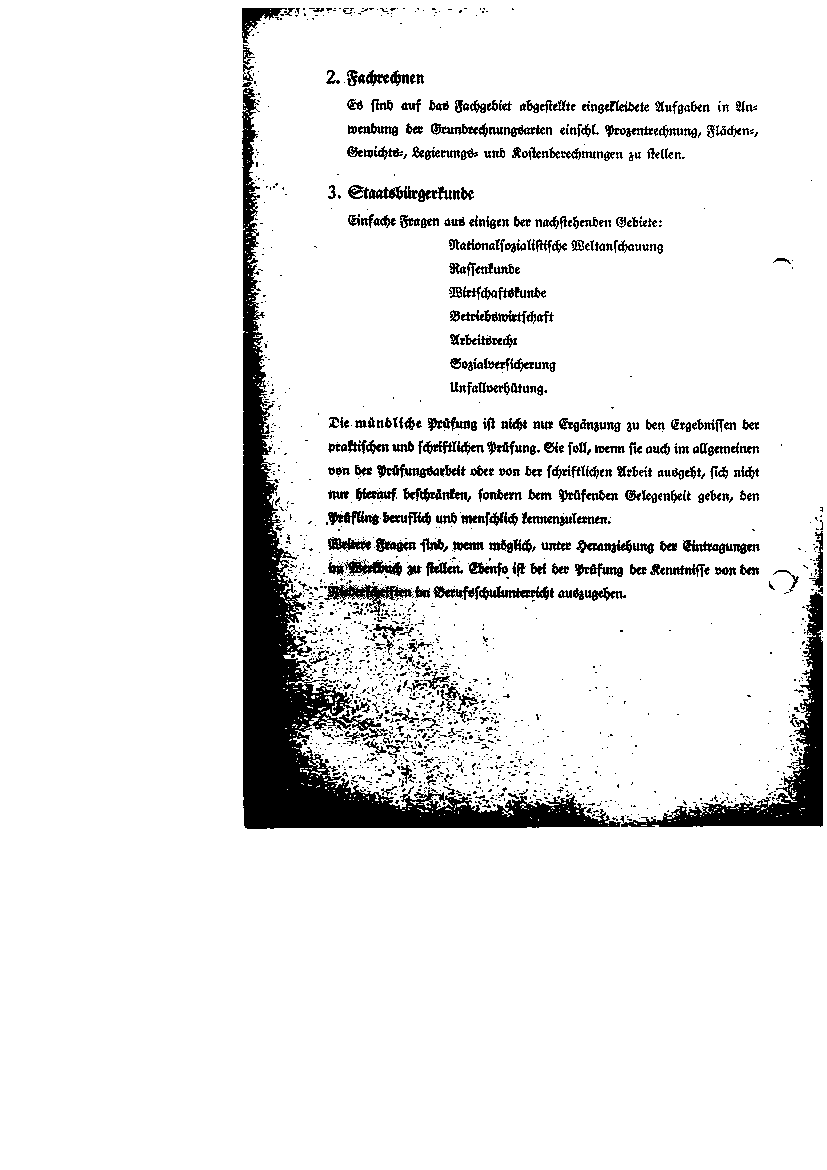 2. Fachrechnen
Es sind auf das Fachgebiet abgestellte eingekleidete Aufgaben in An-
wendung der Grundrechnungsarten einschl. Prozentrechnung, Flächen-,
Gewichts-, Legierungs- und Kostenberechnungen zu stellen.
3. Staatsbürgerkunde
Einfache Fragen aus einigen der nachstehenden Gebiete:
Nationalsozialistische Weltanschauung
Rassenkunde
Wirtschaftskunde
Betriebswirtschaft
Arbeitsrecht
Sozialversicherung
Unfallverhütung.
Die mündliche Prüfung ist nicht nur Ergänzung zu den Ergebnissen der
praktischen und schriftlichen Prüfung. Sie soll, wenn sie auch im allgemeinen
von der Prüfungsarbeit oder von der schriftlichen Arbeit ausgeht, sich nicht
nur hierauf beschränken, sondern dem Prüfenden Gelegenheit geben, den
Prüfling beruflich und menschlich kennenzulernen.
Weitere Fragen sind, wenn möglich, unter Heranziehung der Eintragungen
im Werkbuch zu stellen. Ebenso ist bei der Prüfung der Kenntnisse von den
Niederschriften im Berufsschulunterricht auszugehen.